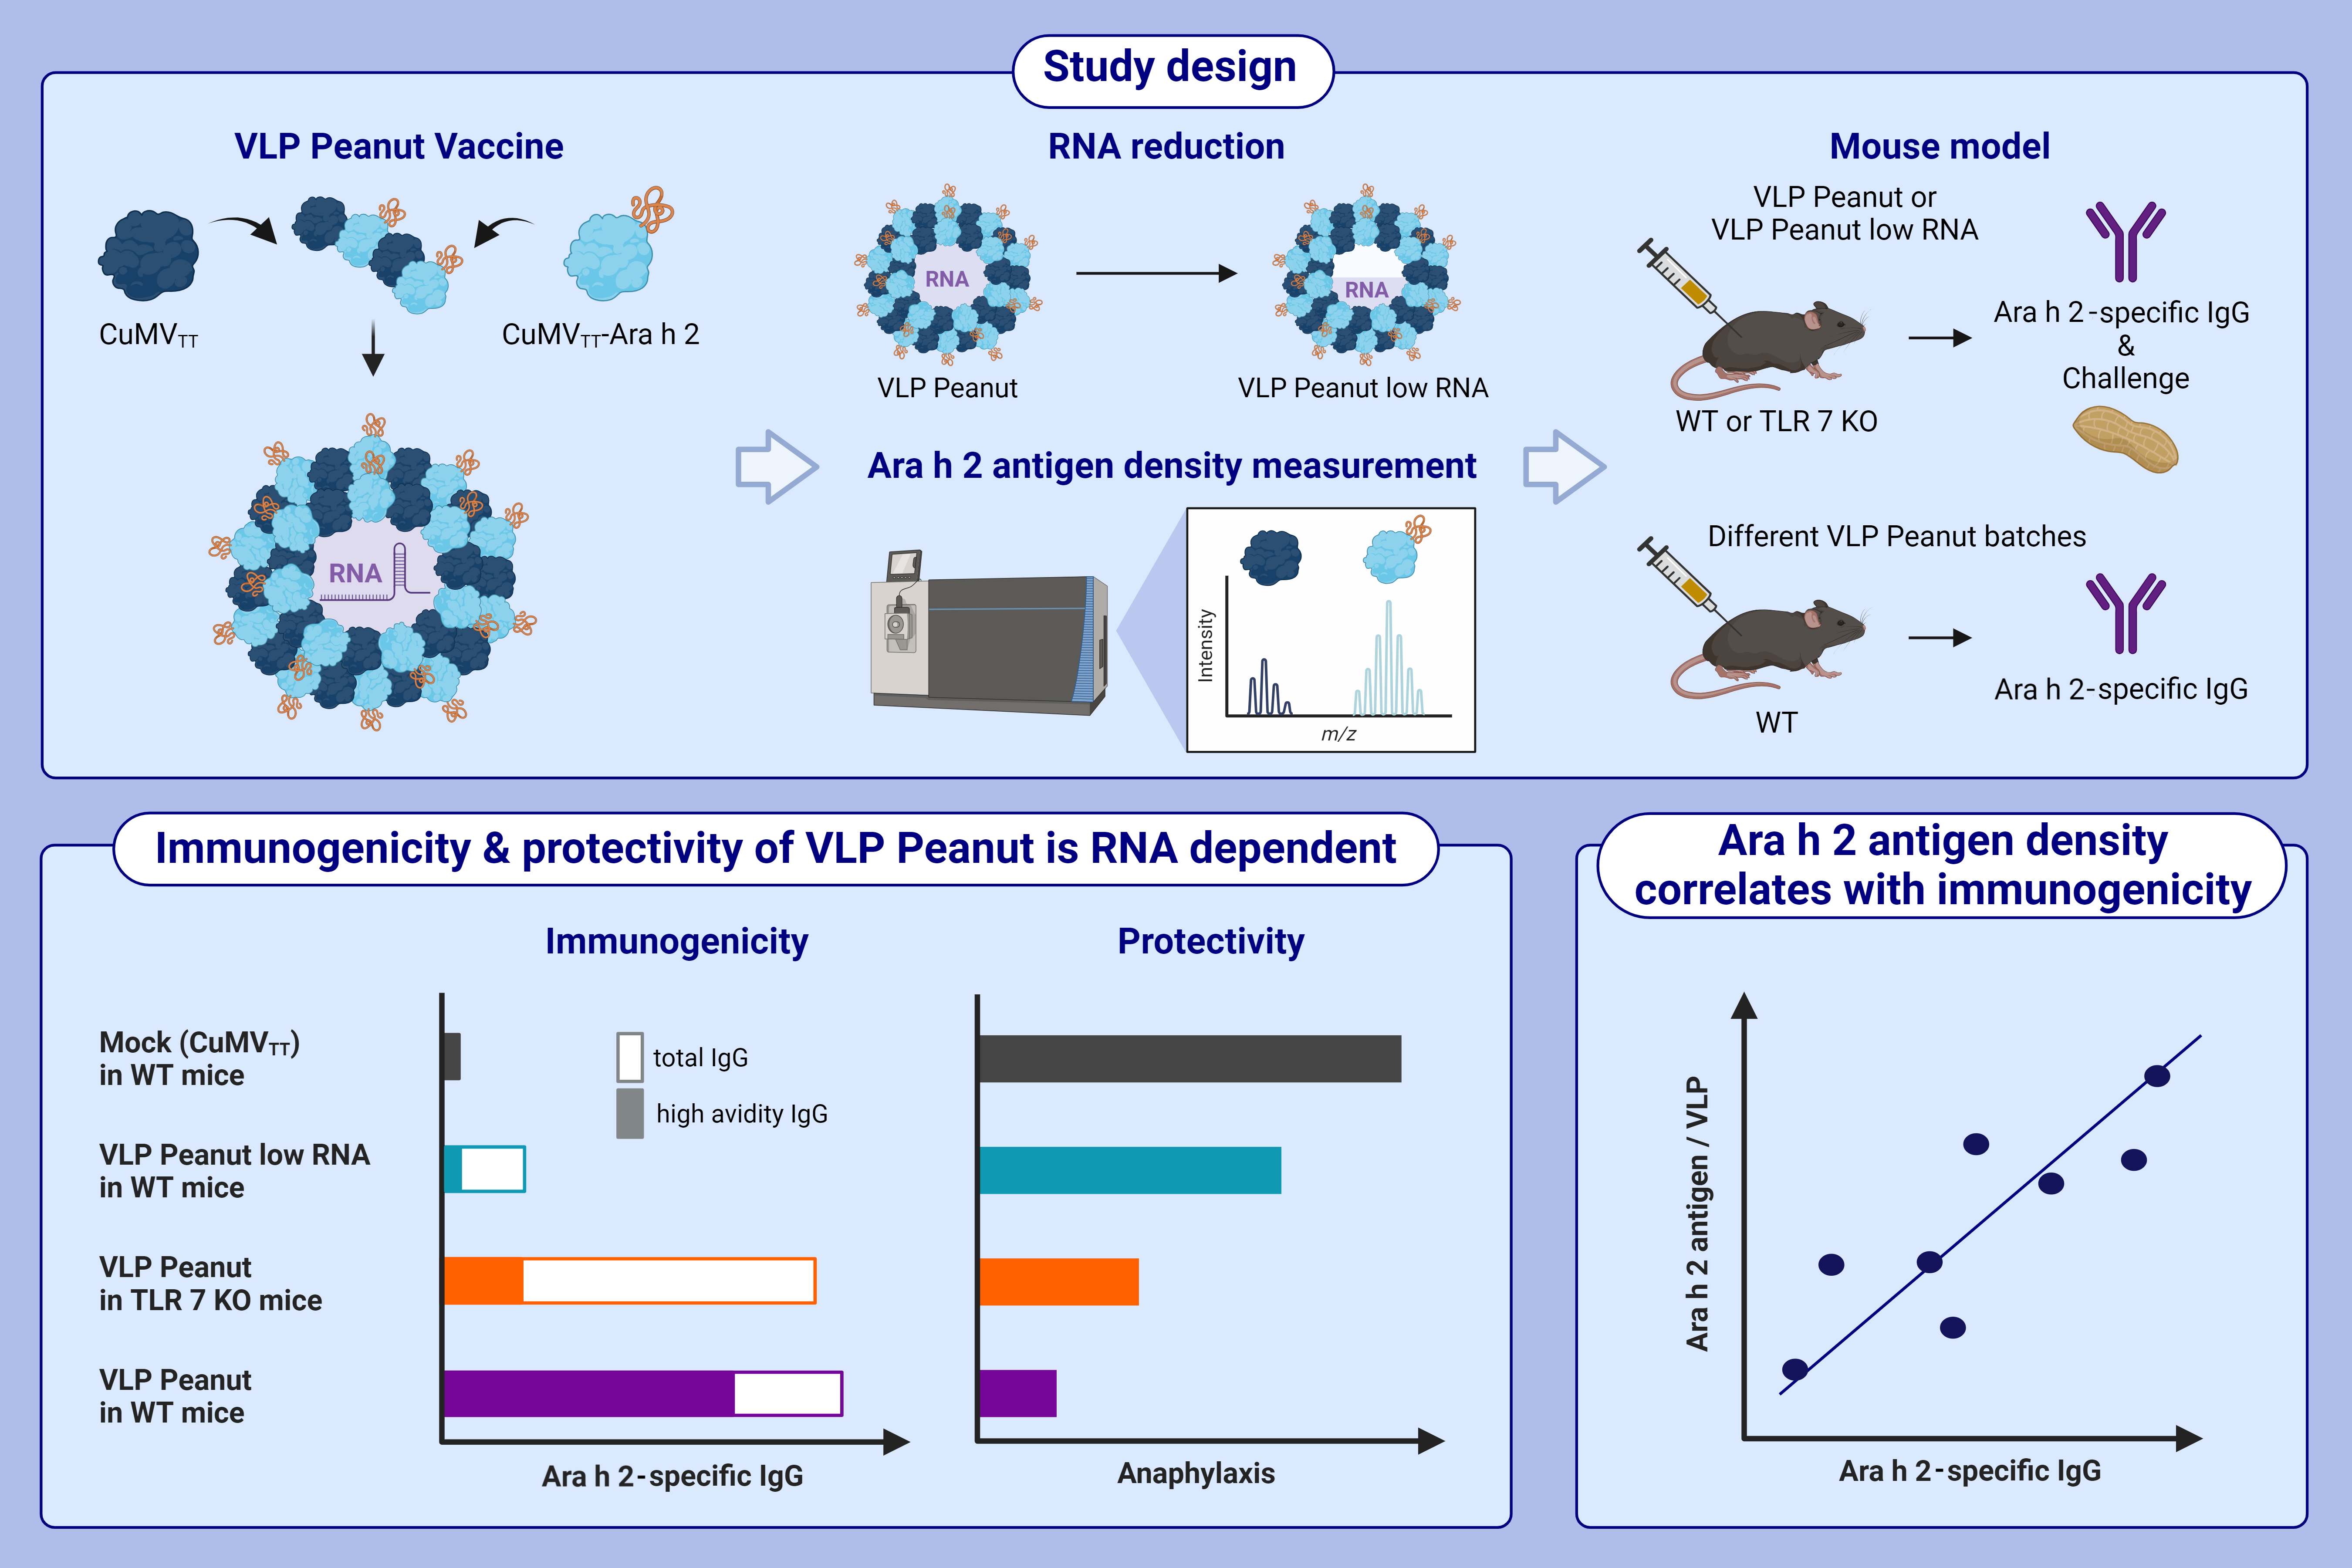 Study design
VLP Peanut Vaccine
CuMVTT
CuMVTT-Ara h 2
RNA
RNA reduction
RNA
RNA
VLP Peanut
VLP Peanut low RNA
Ara h 2 antigen density measurement
Intensity
m/z
Mouse model
VLP Peanut or
VLP Peanut low RNA
WT or TLR 7 KO
Ara h 2-specific IgG
&
Challenge
Different VLP Peanut batches
WT
Ara h 2-specific IgG
Immunogenicity & protectivity of VLP Peanut is RNA dependent
Immunogenicity
Protectivity
Mock (CuMVTT)
in WT mice
VLP Peanut low RNA
in WT mice
VLP Peanut
in TLR 7 KO mice
VLP Peanut
in WT mice
total IgG
high avidity IgG
Ara h 2-specific IgG
Anaphylaxis
Ara h 2 antigen density
correlates with immunogenicity
Ara h 2 antigen / VLP
Ara h 2-specific IgG